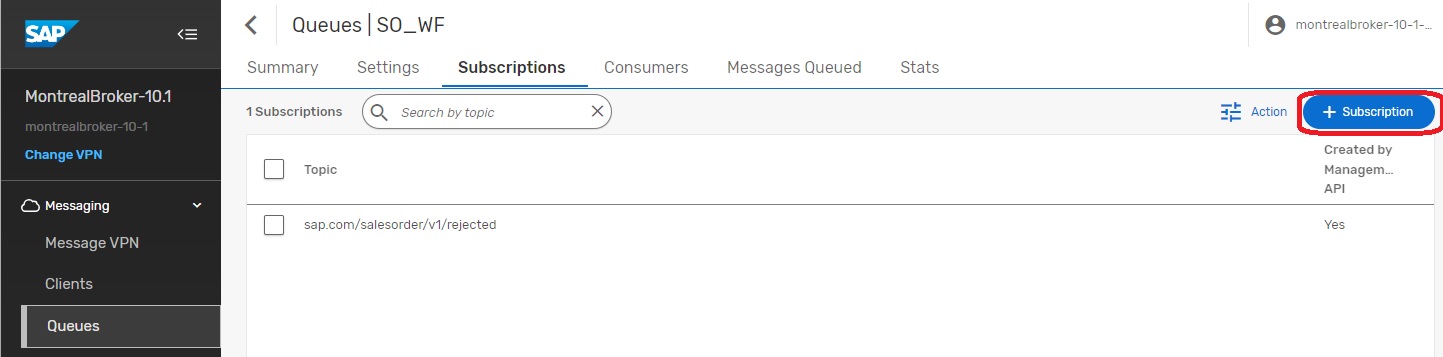 SAP
MontrealBroker-10.1
montrealbroker-10-1
Change VPN
Messaging
Message VPN
Clients
Queues
Queues | SO_WF
montrealbroker-10-1-...
Summary Settings Subscriptions Consumers Messages Queued Stats
1 Subscriptions Search by topic Action + Subscription
Topic
Created by
Managem...
API
sap.com/salesorder/v1/rejected Yes